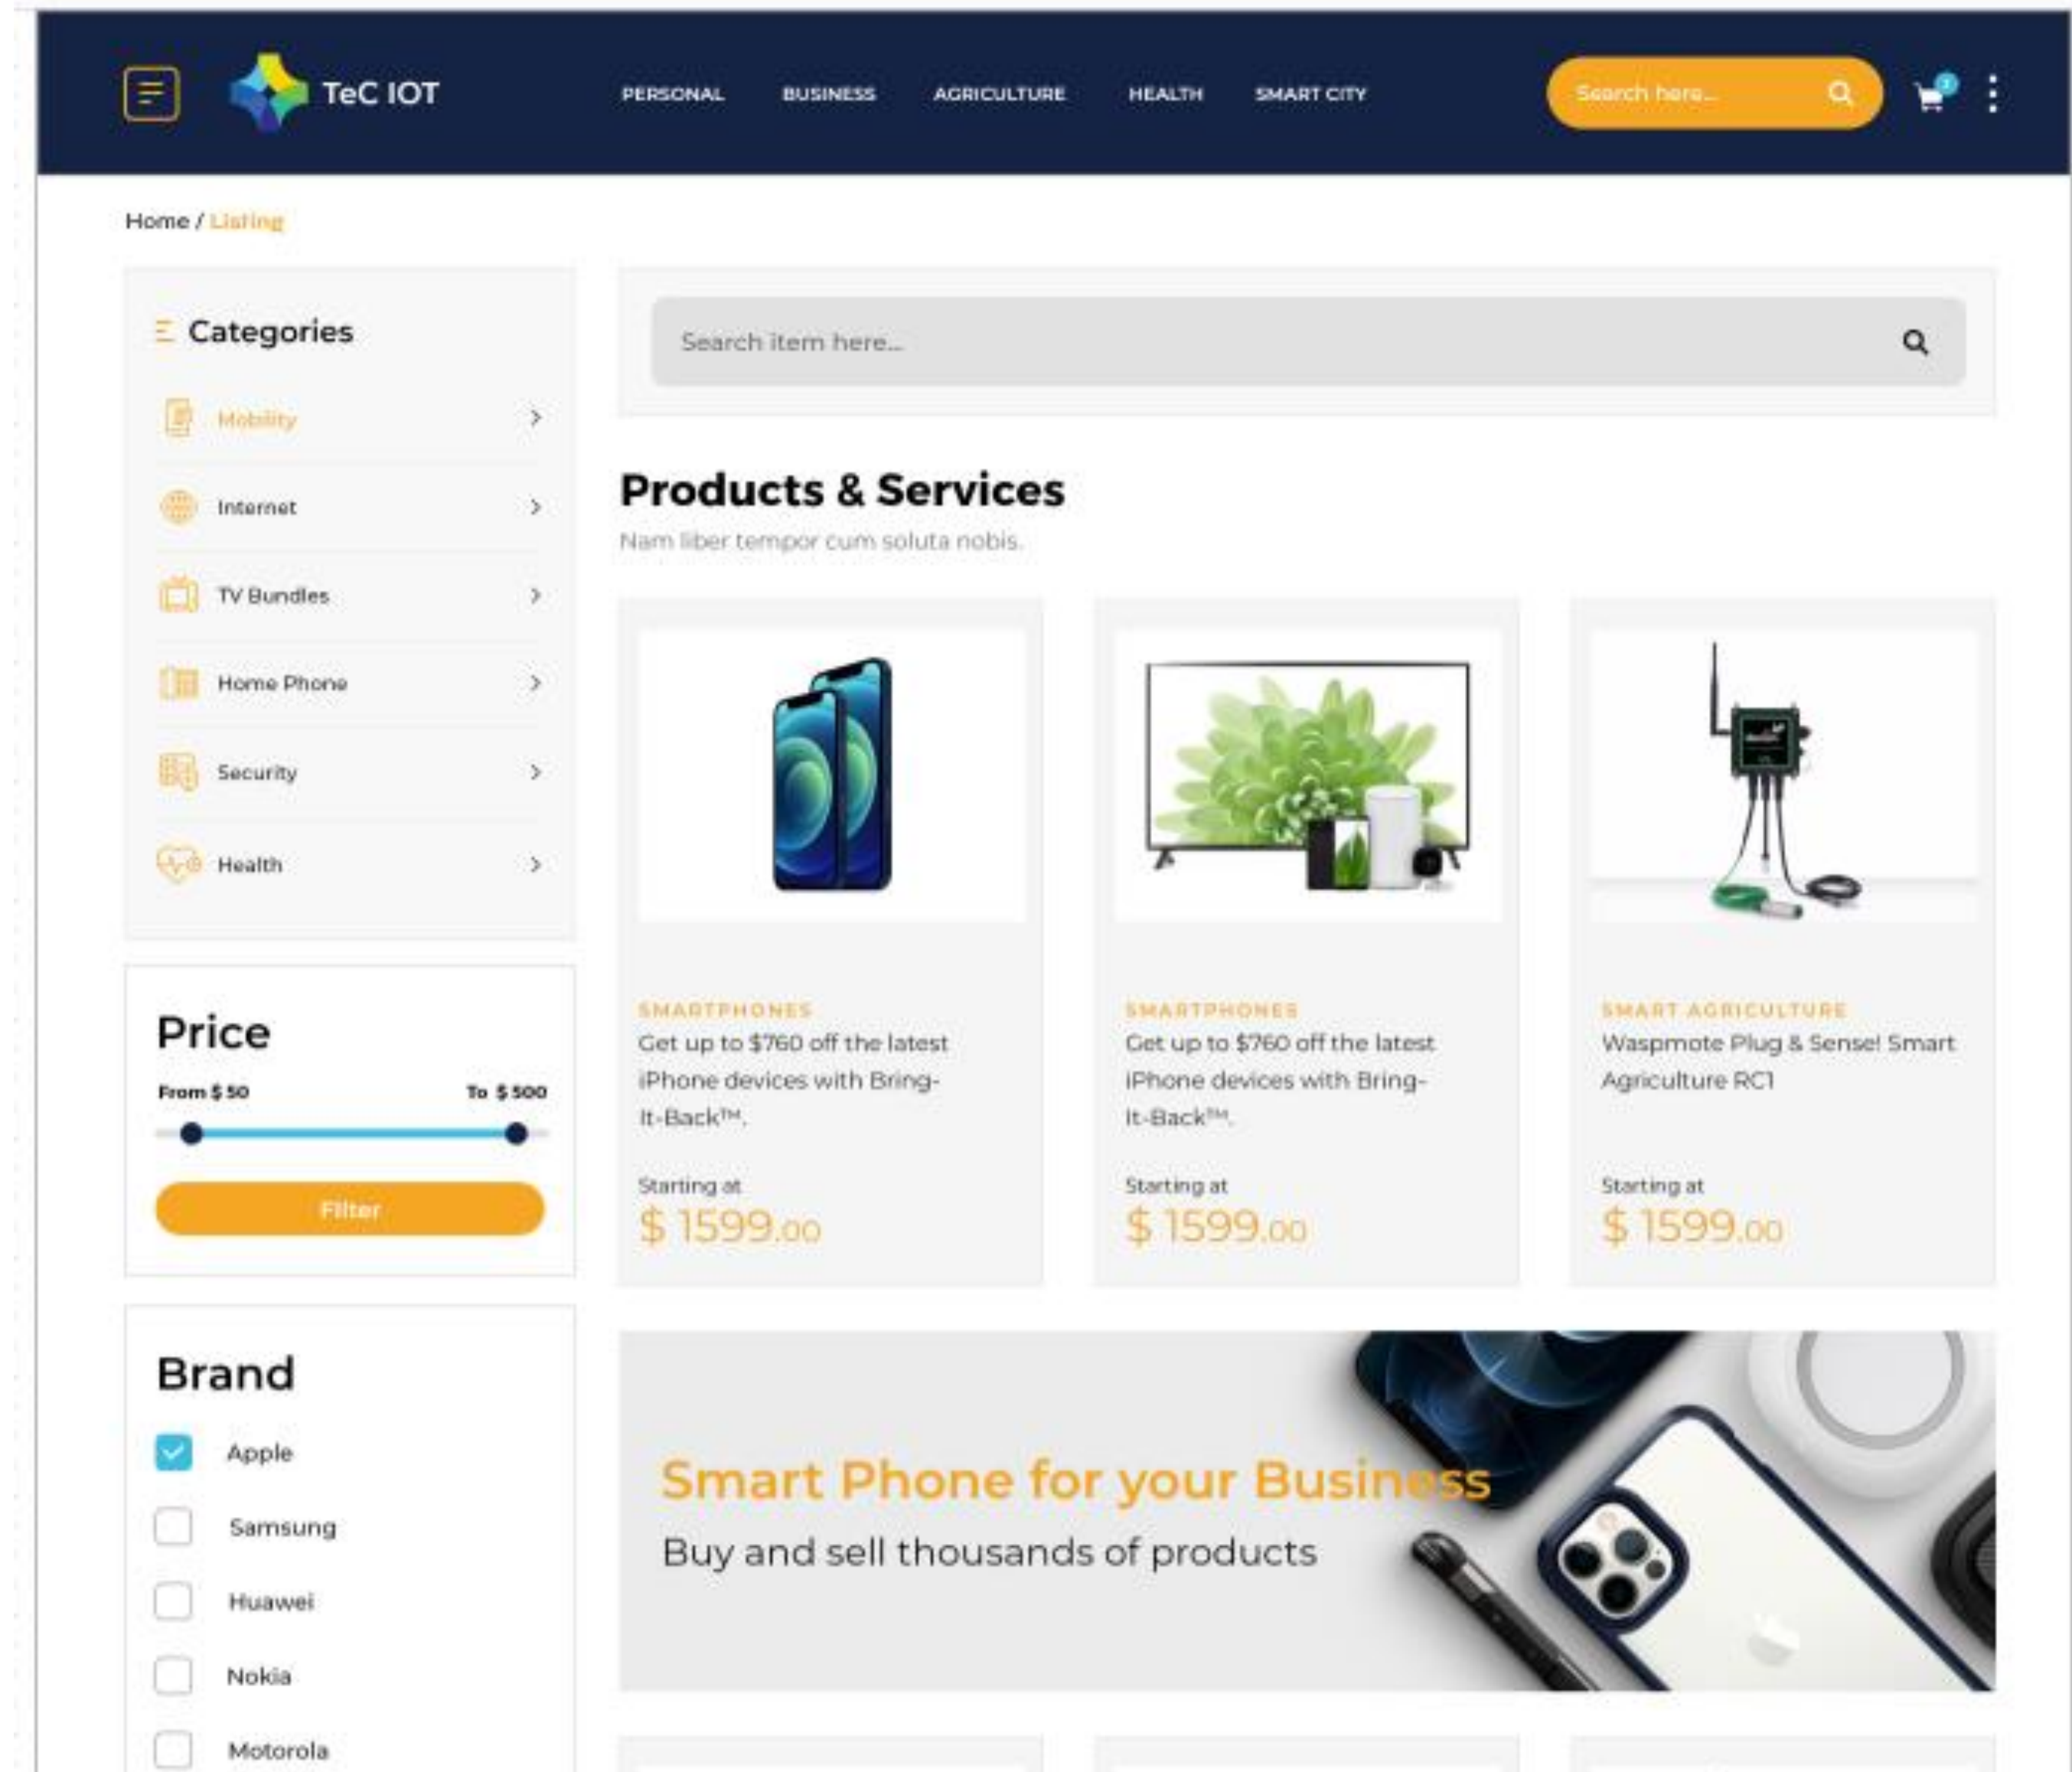 TeC IOT
PERSONAL
BUSINESS
AGRICULTURE
HEALTH
SMART CITY
Search here...
Home / Listing
Categories
Mobility
Internet
TV Bundles
Home Phone
Security
Health
Price
From $ 50
To $ 500
Filter
Brand
Apple
Samsung
Huawei
Nokia
Motorola
Search item here...
Products & Services
Nam liber tempor cum soluta nobis.
SMARTPHONES
Get up to $760 off the latest
iPhone devices with Bring-
It-Back™.
Starting at
$ 1599.00
SMARTPHONES
Get up to $760 off the latest
iPhone devices with Bring-
It-Back™.
Starting at
$ 1599.00
SMART AGRICULTURE
Waspmote Plug & Sense! Smart
Agriculture RC1
Starting at
$ 1599.00
Smart Phone for your Business
Buy and sell thousands of products